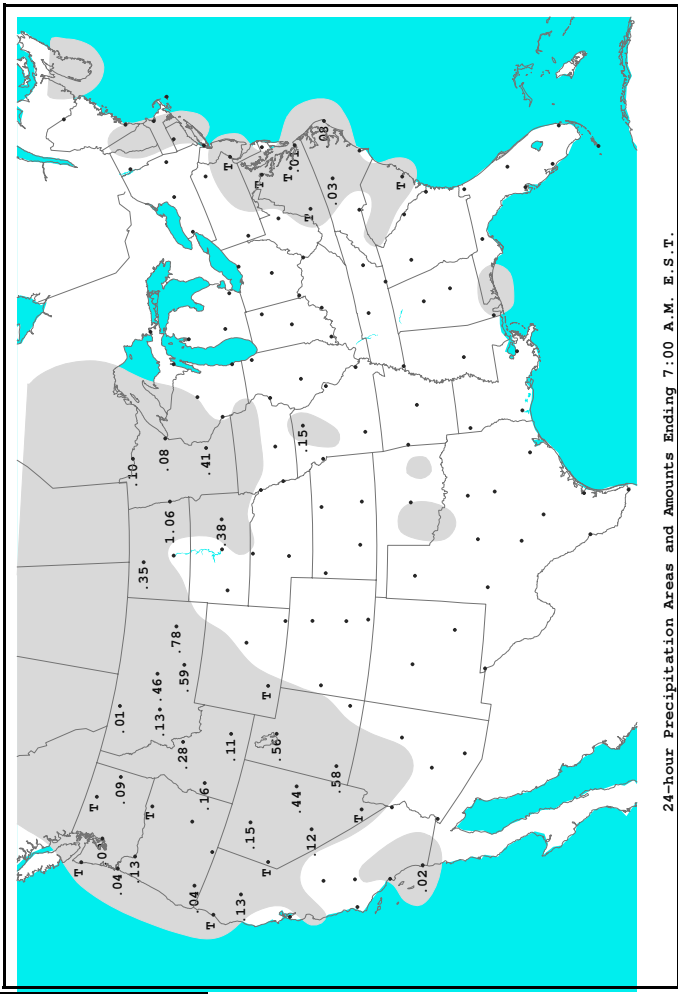 24-hour Precipitation Areas and Amounts Ending 7:00 A.M. E.S.T.
T
.03
.04
.13
T
.09
.01
T
.13
.46
.28
.59
.78
.35
1.06
.10
.08
.41
.38
.16
.04
T
.13
.11
.15
T
.56
.44
.12
.58
T
.02
T
.15
T
T
T
.01
.08
.03
T
T